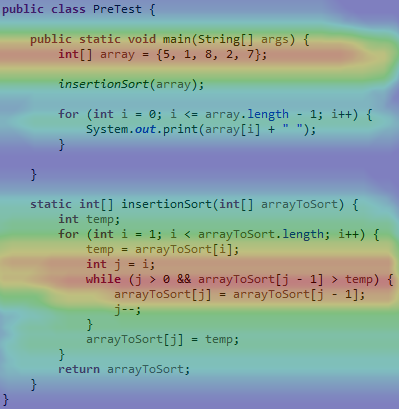 public class PreTest {
public static void main(String[] args) {
int[] array = {5, 1, 8, 2, 7};
insertionSort(array);
for (int i = 0; i <= array.length - 1; i++) {
System.out.print(array[i] + " ");
}
}
static int[] insertionSort(int[] arrayToSort) {
int temp;
for (int i = 1; i < arrayToSort.length; i++) {
temp = arrayToSort[i];
int j = i;
while (j > 0 && arrayToSort[j - 1] > temp) {
arrayToSort[j] = arrayToSort[j - 1];
j--;
}
arrayToSort[j] = temp;
}
return arrayToSort;
}
}